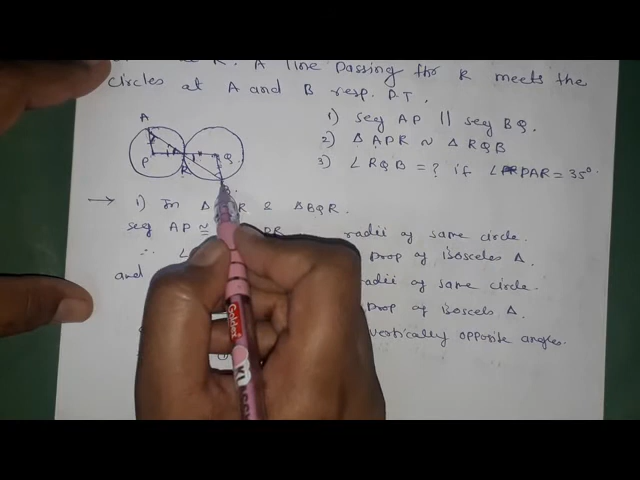 R. A line passing thr R meets the
circles at A and B resp. P.T.
1) seg AP || seg BQ.
2) Δ APR ~ Δ RQB
3) ∠ RQB = ? if ∠ PAR = 35°
A
P
R
Q
B
→ 1) In Δ R & Δ BQR.
seg AP ≅ PR radii of same circle.
∴ ∠ prop of isosceles Δ.
and radii of same circle.
prop of isoscels Δ.
vertically opposite angles.
Goldex